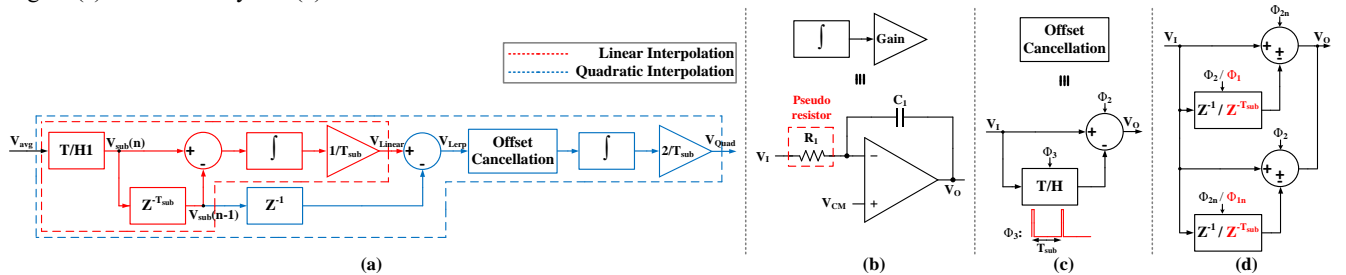 Linear Interpolation
Quadratic Interpolation
V_avg
T/H1
V_sub(n)
+
-
∫
1/T_sub
V_Linear
+
-
V_Lerp
Offset
Cancellation
∫
2/T_sub
V_Quad
Z^-T_sub
V_sub(n-1)
Z^-1
(a)
∫
Gain
Pseudo
resistor
R_1
C_1
V_I
−
V_O
V_CM
+
(b)
Offset
Cancellation
Φ_2
V_I
+
V_O
-
Φ_3
T/H
Φ_3:
T_sub
(c)
Φ_2n
V_I
+
±
V_O
Φ_2 / Φ_1
Z^-1 / Z^-T_sub
Φ_2
+
±
Φ_2n / Φ_1n
Z^-1 / Z^-T_sub
(d)